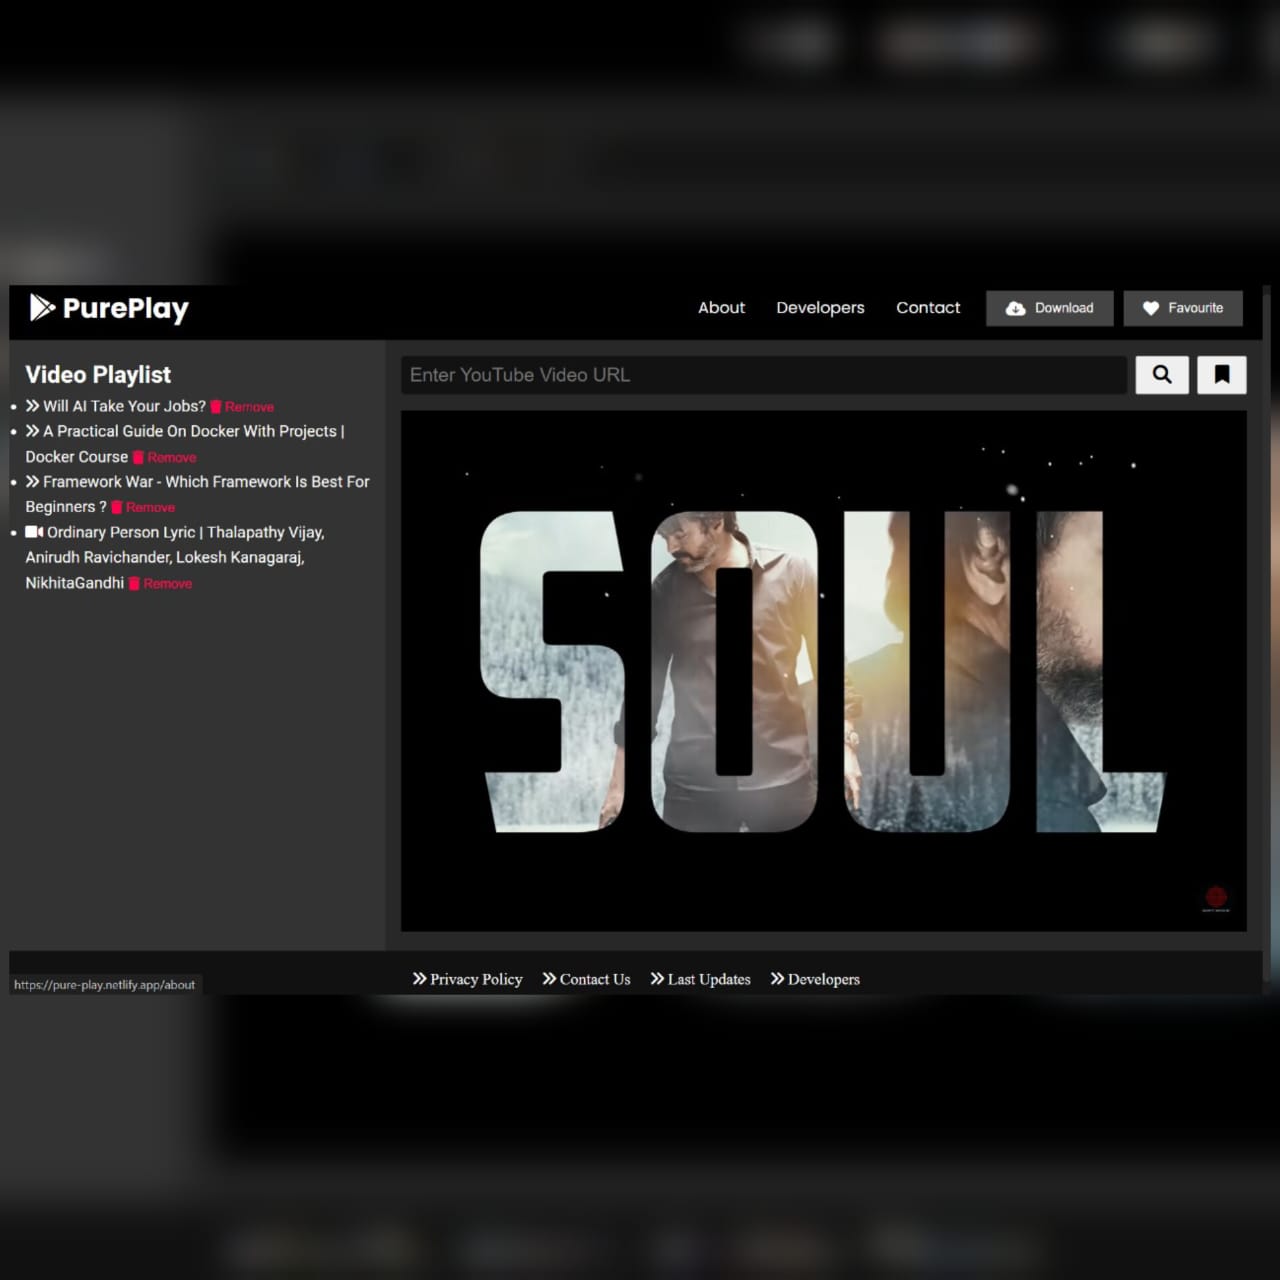 PurePlay
About
Developers
Contact
Download
Favourite
Video Playlist
Will AI Take Your Jobs? Remove
A Practical Guide On Docker With Projects |
Docker Course Remove
Framework War - Which Framework Is Best For
Beginners ? Remove
Ordinary Person Lyric | Thalapathy Vijay,
Anirudh Ravichander, Lokesh Kanagaraj,
NikhitaGandhi Remove
Enter YouTube Video URL
SOUL
Privacy Policy
Contact Us
Last Updates
Developers
https://pure-play.netlify.app/about